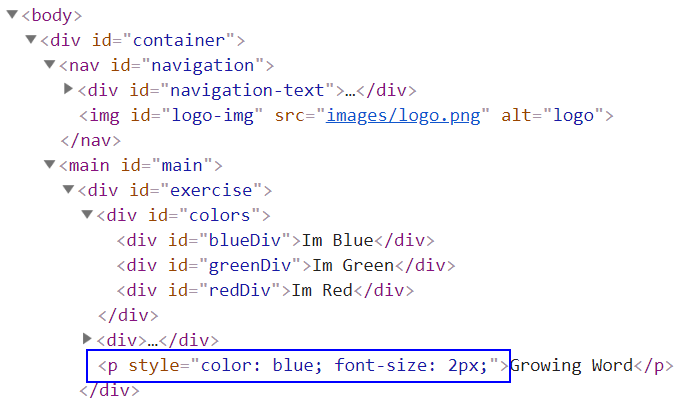 <body>
<div id="container">
<nav id="navigation">
<div id="navigation-text">…</div>
<img id="logo-img" src="images/logo.png" alt="logo">
</nav>
<main id="main">
<div id="exercise">
<div id="colors">
<div id="blueDiv">Im Blue</div>
<div id="greenDiv">Im Green</div>
<div id="redDiv">Im Red</div>
</div>
<div>…</div>
<p style="color: blue; font-size: 2px;">Growing Word</p>
</div>